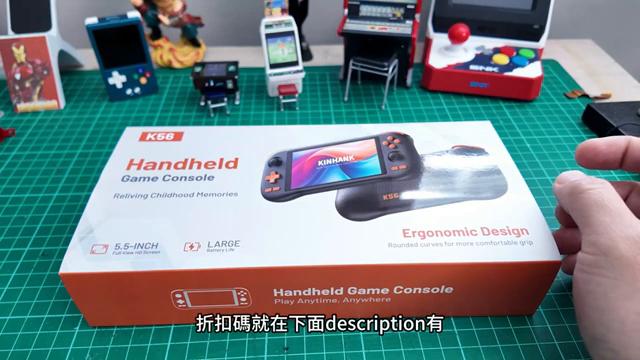 K56
Handheld
Game Console
Reliving Childhood Memories
5.5-INCH
Full-View HD Screen
LARGE
Battery Life
KINHANK
K56
Ergonomic Design
Rounded curves for more comfortable grip
Handheld Game Console
Play Anytime, Anywhere
SNK
折扣碼就在下面description有